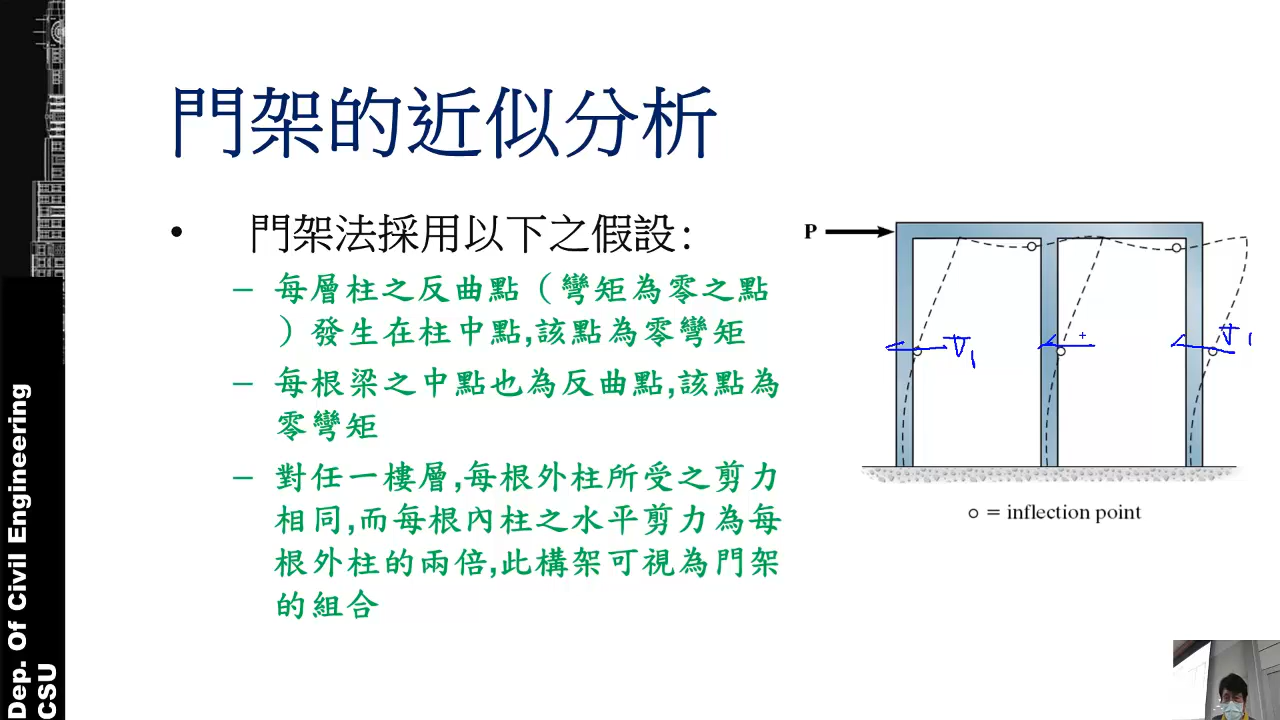 門架的近似分析
• 門架法採用以下之假設:
– 每層柱之反曲點（彎矩為零之點
）發生在柱中點,該點為零彎矩
– 每根梁之中點也為反曲點,該點為
零彎矩
– 對任一樓層,每根外柱所受之剪力
相同,而每根內柱之水平剪力為每
根外柱的兩倍,此構架可視為門架
的組合
P
V1
V1
= inflection point
Dep. Of Civil Engineering
CSU